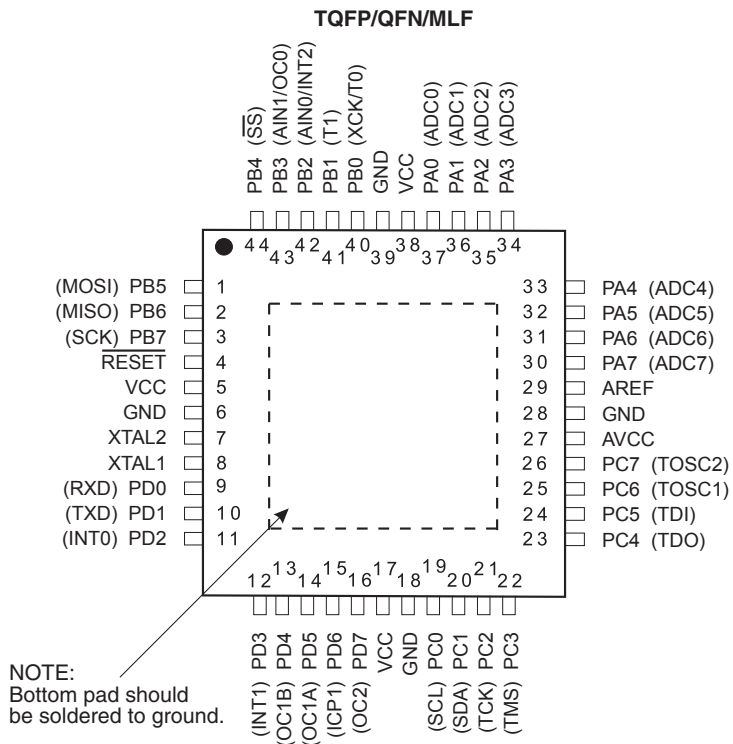 TQFP/QFN/MLF
PB4 (SS)
PB3 (AIN1/OC0)
PB2 (AIN0/INT2)
PB1 (T1)
PB0 (XCK/T0)
GND
VCC
PA0 (ADC0)
PA1 (ADC1)
PA2 (ADC2)
PA3 (ADC3)
44 43 42 41 40 39 38 37 36 35 34
(MOSI) PB5 1
(MISO) PB6 2
(SCK) PB7 3
RESET 4
VCC 5
GND 6
XTAL2 7
XTAL1 8
(RXD) PD0 9
(TXD) PD1 10
(INT0) PD2 11
33 PA4 (ADC4)
32 PA5 (ADC5)
31 PA6 (ADC6)
30 PA7 (ADC7)
29 AREF
28 GND
27 AVCC
26 PC7 (TOSC2)
25 PC6 (TOSC1)
24 PC5 (TDI)
23 PC4 (TDO)
12 13 14 15 16 17 18 19 20 21 22
(INT1) PD3
(OC1B) PD4
(OC1A) PD5
(ICP1) PD6
(OC2) PD7
VCC
GND
(SCL) PC0
(SDA) PC1
(TCK) PC2
(TMS) PC3
NOTE:
Bottom pad should
be soldered to ground.